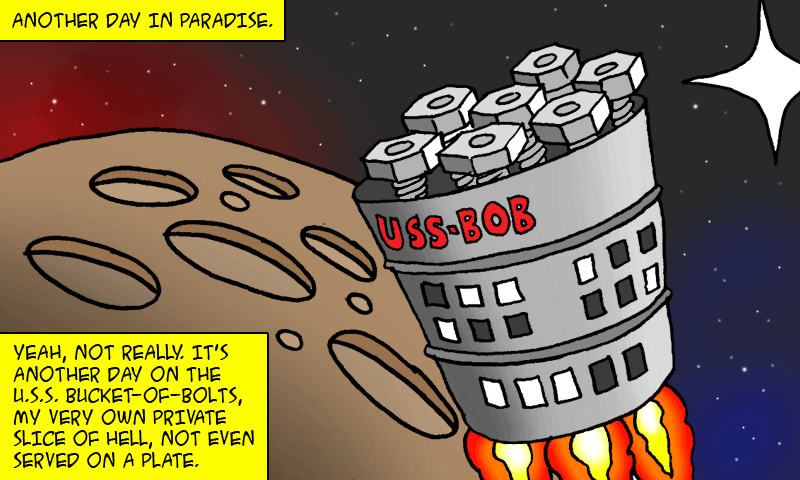 ANOTHER DAY IN PARADISE.
USS-BOB
YEAH, NOT REALLY. IT'S
ANOTHER DAY ON THE
U.S.S. BUCKET-OF-BOLTS,
MY VERY OWN PRIVATE
SLICE OF HELL, NOT EVEN
SERVED ON A PLATE.